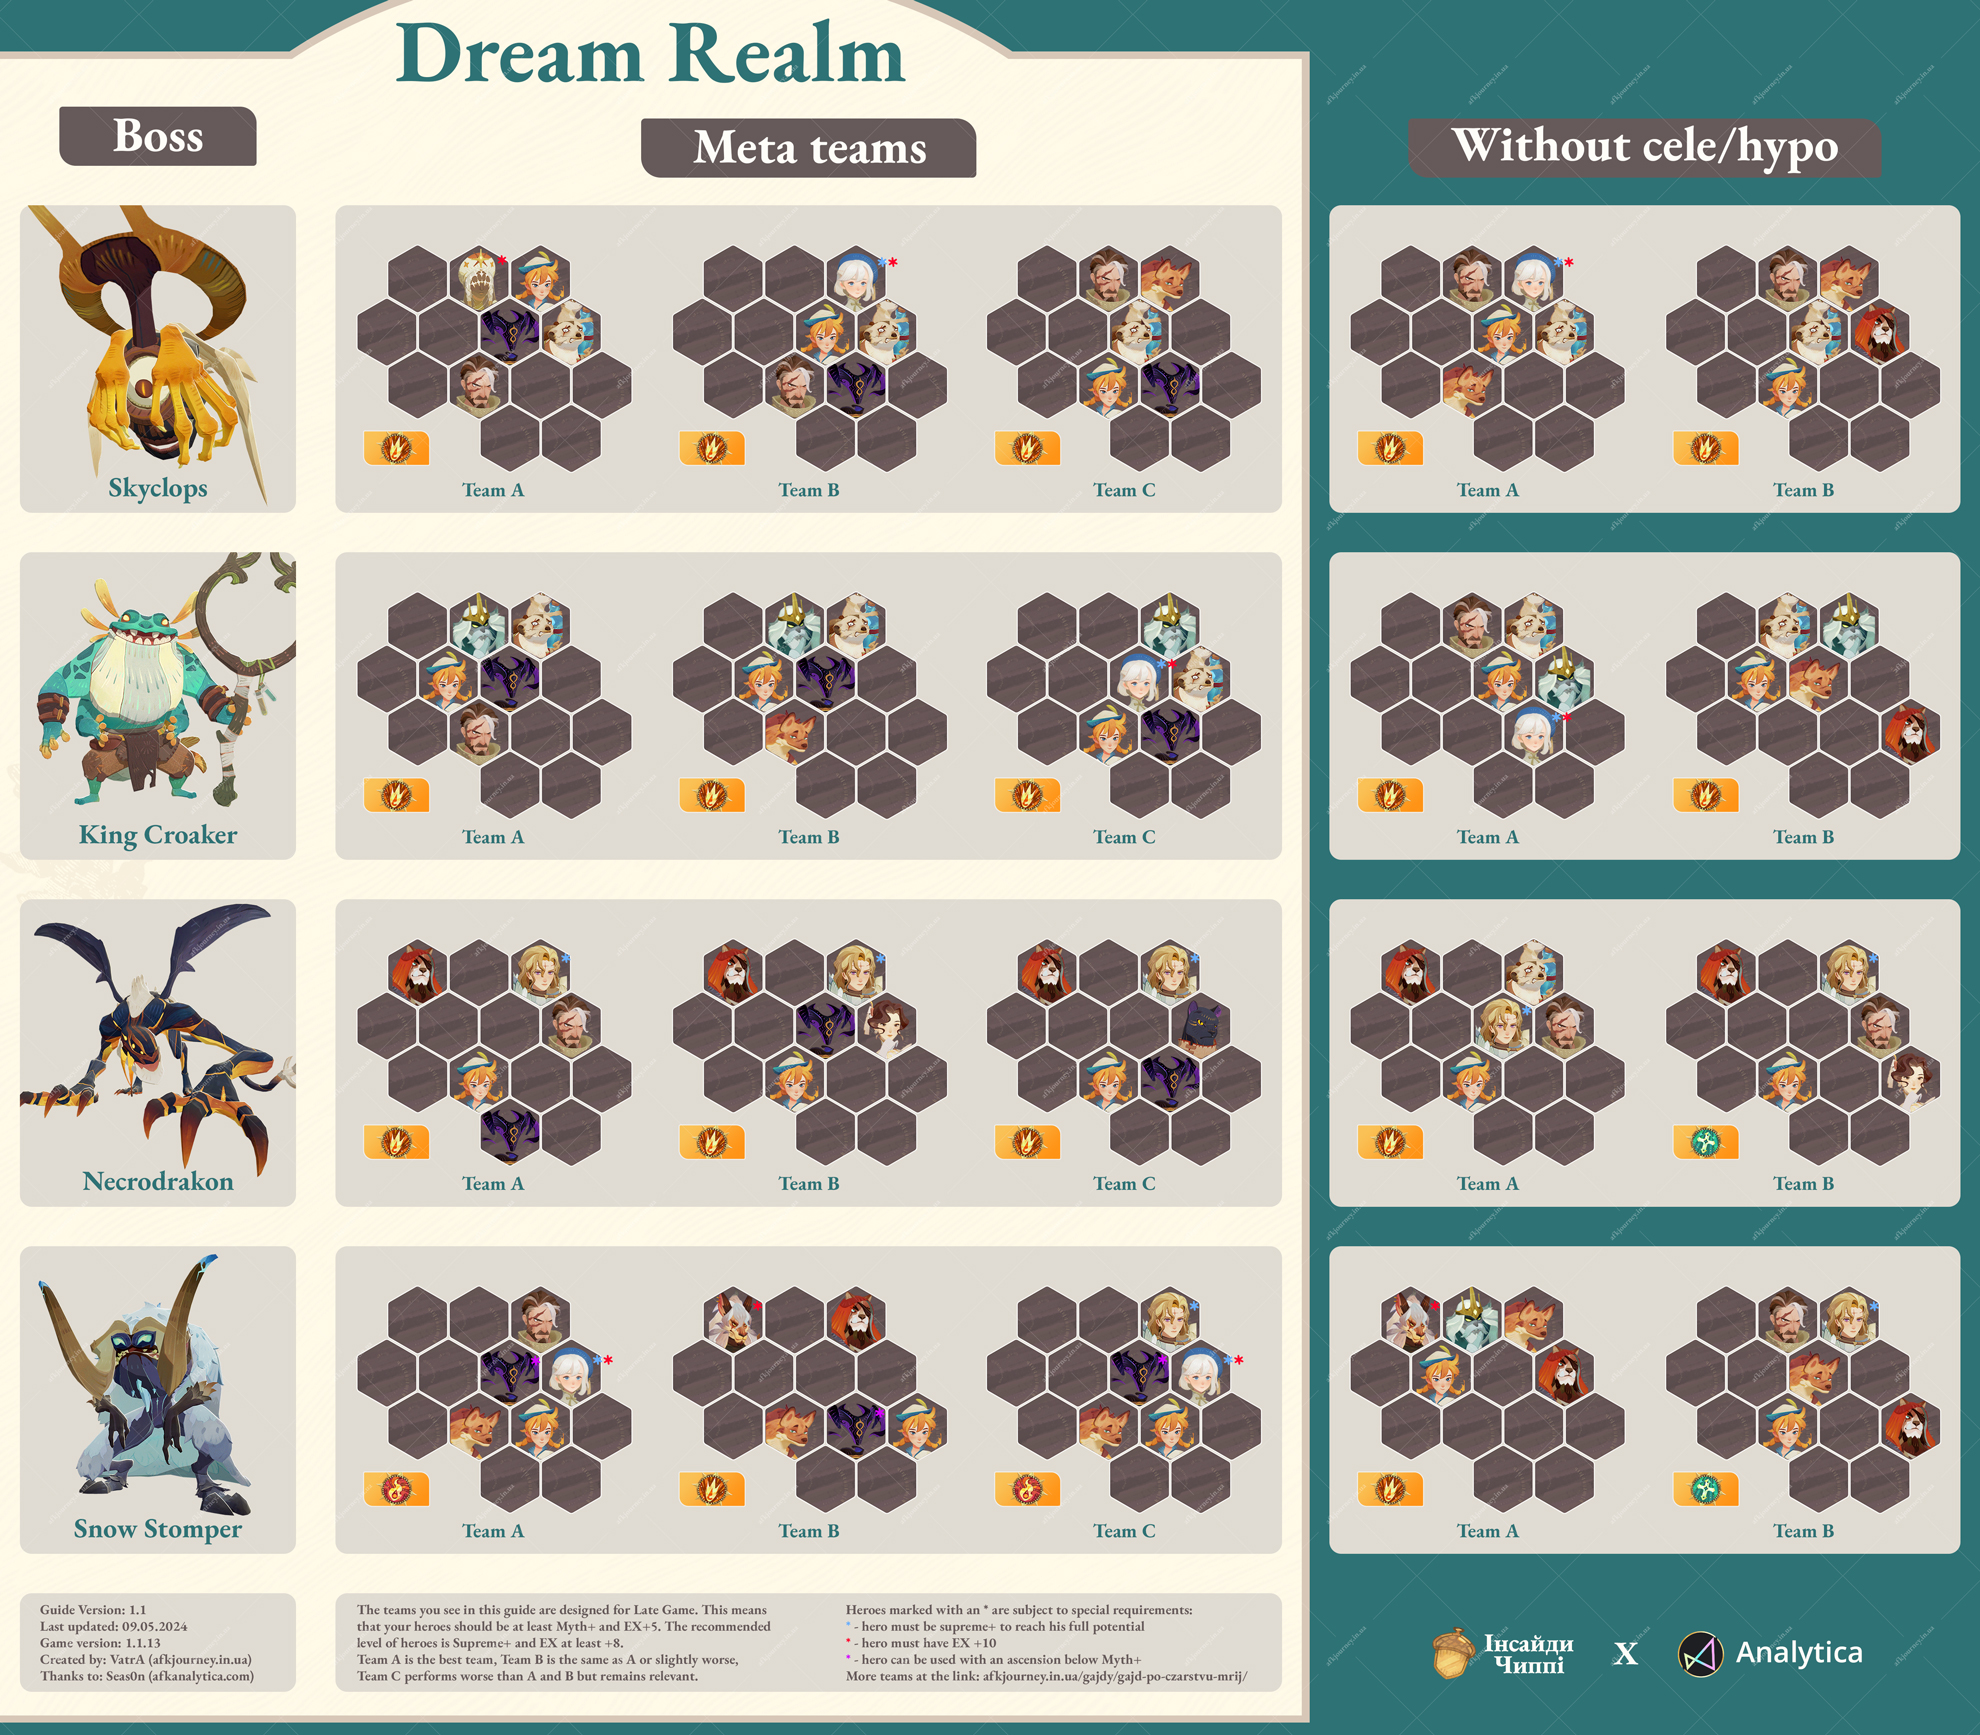 Dream Realm
Boss
Meta teams
Without cele/hypo
Skyclops
Team A
Team B
Team C
Team A
Team B
King Croaker
Team A
Team B
Team C
Team A
Team B
Necrodrakon
Team A
Team B
Team C
Team A
Team B
Snow Stomper
Team A
Team B
Team C
Team A
Team B
Guide Version: 1.1
Last updated: 09.05.2024
Game version: 1.1.13
Created by: VatrA (afkjourney.in.ua)
Thanks to: Seas0n (afkanalytica.com)
The teams you see in this guide are designed for Late Game. This means
that your heroes should be at least Myth+ and EX+5. The recommended
level of heroes is Supreme+ and EX at least +8.
Team A is the best team, Team B is the same as A or slightly worse,
Team C performs worse than A and B but remains relevant.
Heroes marked with an * are subject to special requirements:
* - hero must be supreme+ to reach his full potential
* - hero must have EX +10
* - hero can be used with an ascension below Myth+
More teams at the link: afkjourney.in.ua/gajdy/gajd-po-czarstvu-mrij/
Інсайди
Чиппі
X
Analytica
afkjourney.in.ua